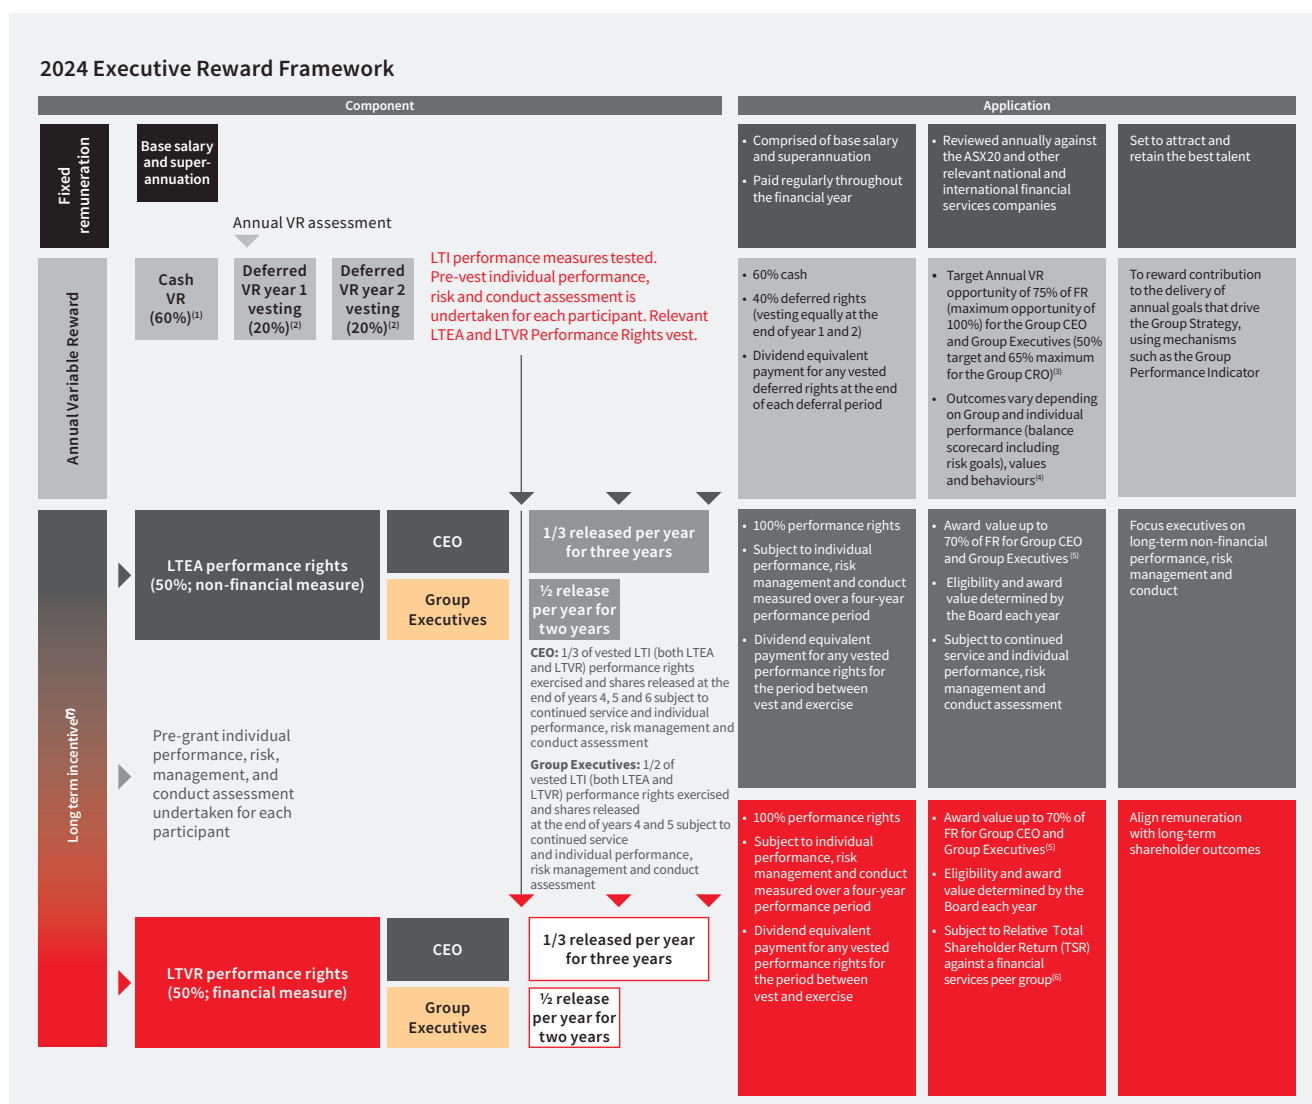 2024 Executive Reward Framework
Component
Application
Fixed
remuneration
Base salary
and super-
annuation
• Comprised of base salary
and superannuation
• Paid regularly throughout
the financial year
• Reviewed annually against
the ASX20 and other
relevant national and
international financial
services companies
Set to attract and
retain the best talent
Annual VR assessment
Annual Variable Reward
Cash
VR
(60%)(1)
Deferred
VR year 1
vesting
(20%)(2)
Deferred
VR year 2
vesting
(20%)(2)
LTI performance measures tested.
Pre-vest individual performance,
risk and conduct assessment is
undertaken for each participant. Relevant
LTEA and LTVR Performance Rights vest.
• 60% cash
• 40% deferred rights
(vesting equally at the
end of year 1 and 2)
• Dividend equivalent
payment for any vested
deferred rights at the end
of each deferral period
• Target Annual VR
opportunity of 75% of FR
(maximum opportunity of
100%) for the Group CEO
and Group Executives (50%
target and 65% maximum
for the Group CRO)(3)
• Outcomes vary depending
on Group and individual
performance (balance
scorecard including
risk goals), values
and behaviours(4)
To reward contribution
to the delivery of
annual goals that drive
the Group Strategy,
using mechanisms
such as the Group
Performance Indicator
Long term incentive(7)
LTEA performance rights
(50%; non-financial measure)
CEO
Group
Executives
1/3 released per year
for three years
½ release
per year for
two years
CEO: 1/3 of vested LTI (both LTEA
and LTVR) performance rights
exercised and shares released at the
end of years 4, 5 and 6 subject to
continued service and individual
performance, risk management and
conduct assessment
Group Executives: 1/2 of
vested LTI (both LTEA and
LTVR) performance rights exercised
and shares released
at the end of years 4 and 5 subject to
continued service
and individual performance,
risk management and conduct
assessment
Pre-grant individual
performance, risk,
management, and
conduct assessment
undertaken for each
participant
• 100% performance rights
• Subject to individual
performance, risk
management and conduct
measured over a four-year
performance period
• Dividend equivalent
payment for any vested
performance rights for
the period between
vest and exercise
• Award value up to
70% of FR for Group CEO
and Group Executives (5)
• Eligibility and award
value determined by
the Board each year
• Subject to continued
service and individual
performance, risk
management and
conduct assessment
Focus executives on
long-term non-financial
performance, risk
management and
conduct
LTVR performance rights
(50%; financial measure)
CEO
Group
Executives
1/3 released per year
for three years
½ release
per year for
two years
• 100% performance rights
• Subject to individual
performance, risk
management and conduct
measured over a four-year
performance period
• Dividend equivalent
payment for any vested
performance rights for
the period between
vest and exercise
• Award value up to 70% of
FR for Group CEO and
Group Executives(5)
• Eligibility and award
value determined by the
Board each year
• Subject to Relative Total
Shareholder Return (TSR)
against a financial
services peer group(6)
Align remuneration
with long-term
shareholder outcomes